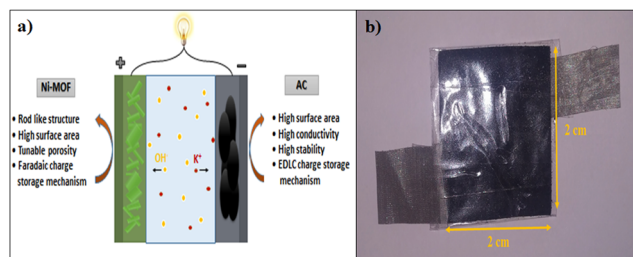 a)
+
−
Ni-MOF
• Rod like structure
• High surface area
• Tunable porosity
• Faradaic charge
storage mechanism
OH
K⁺
AC
• High surface area
• High conductivity
• High stability
• EDLC charge storage
mechanism
b)
2 cm
2 cm